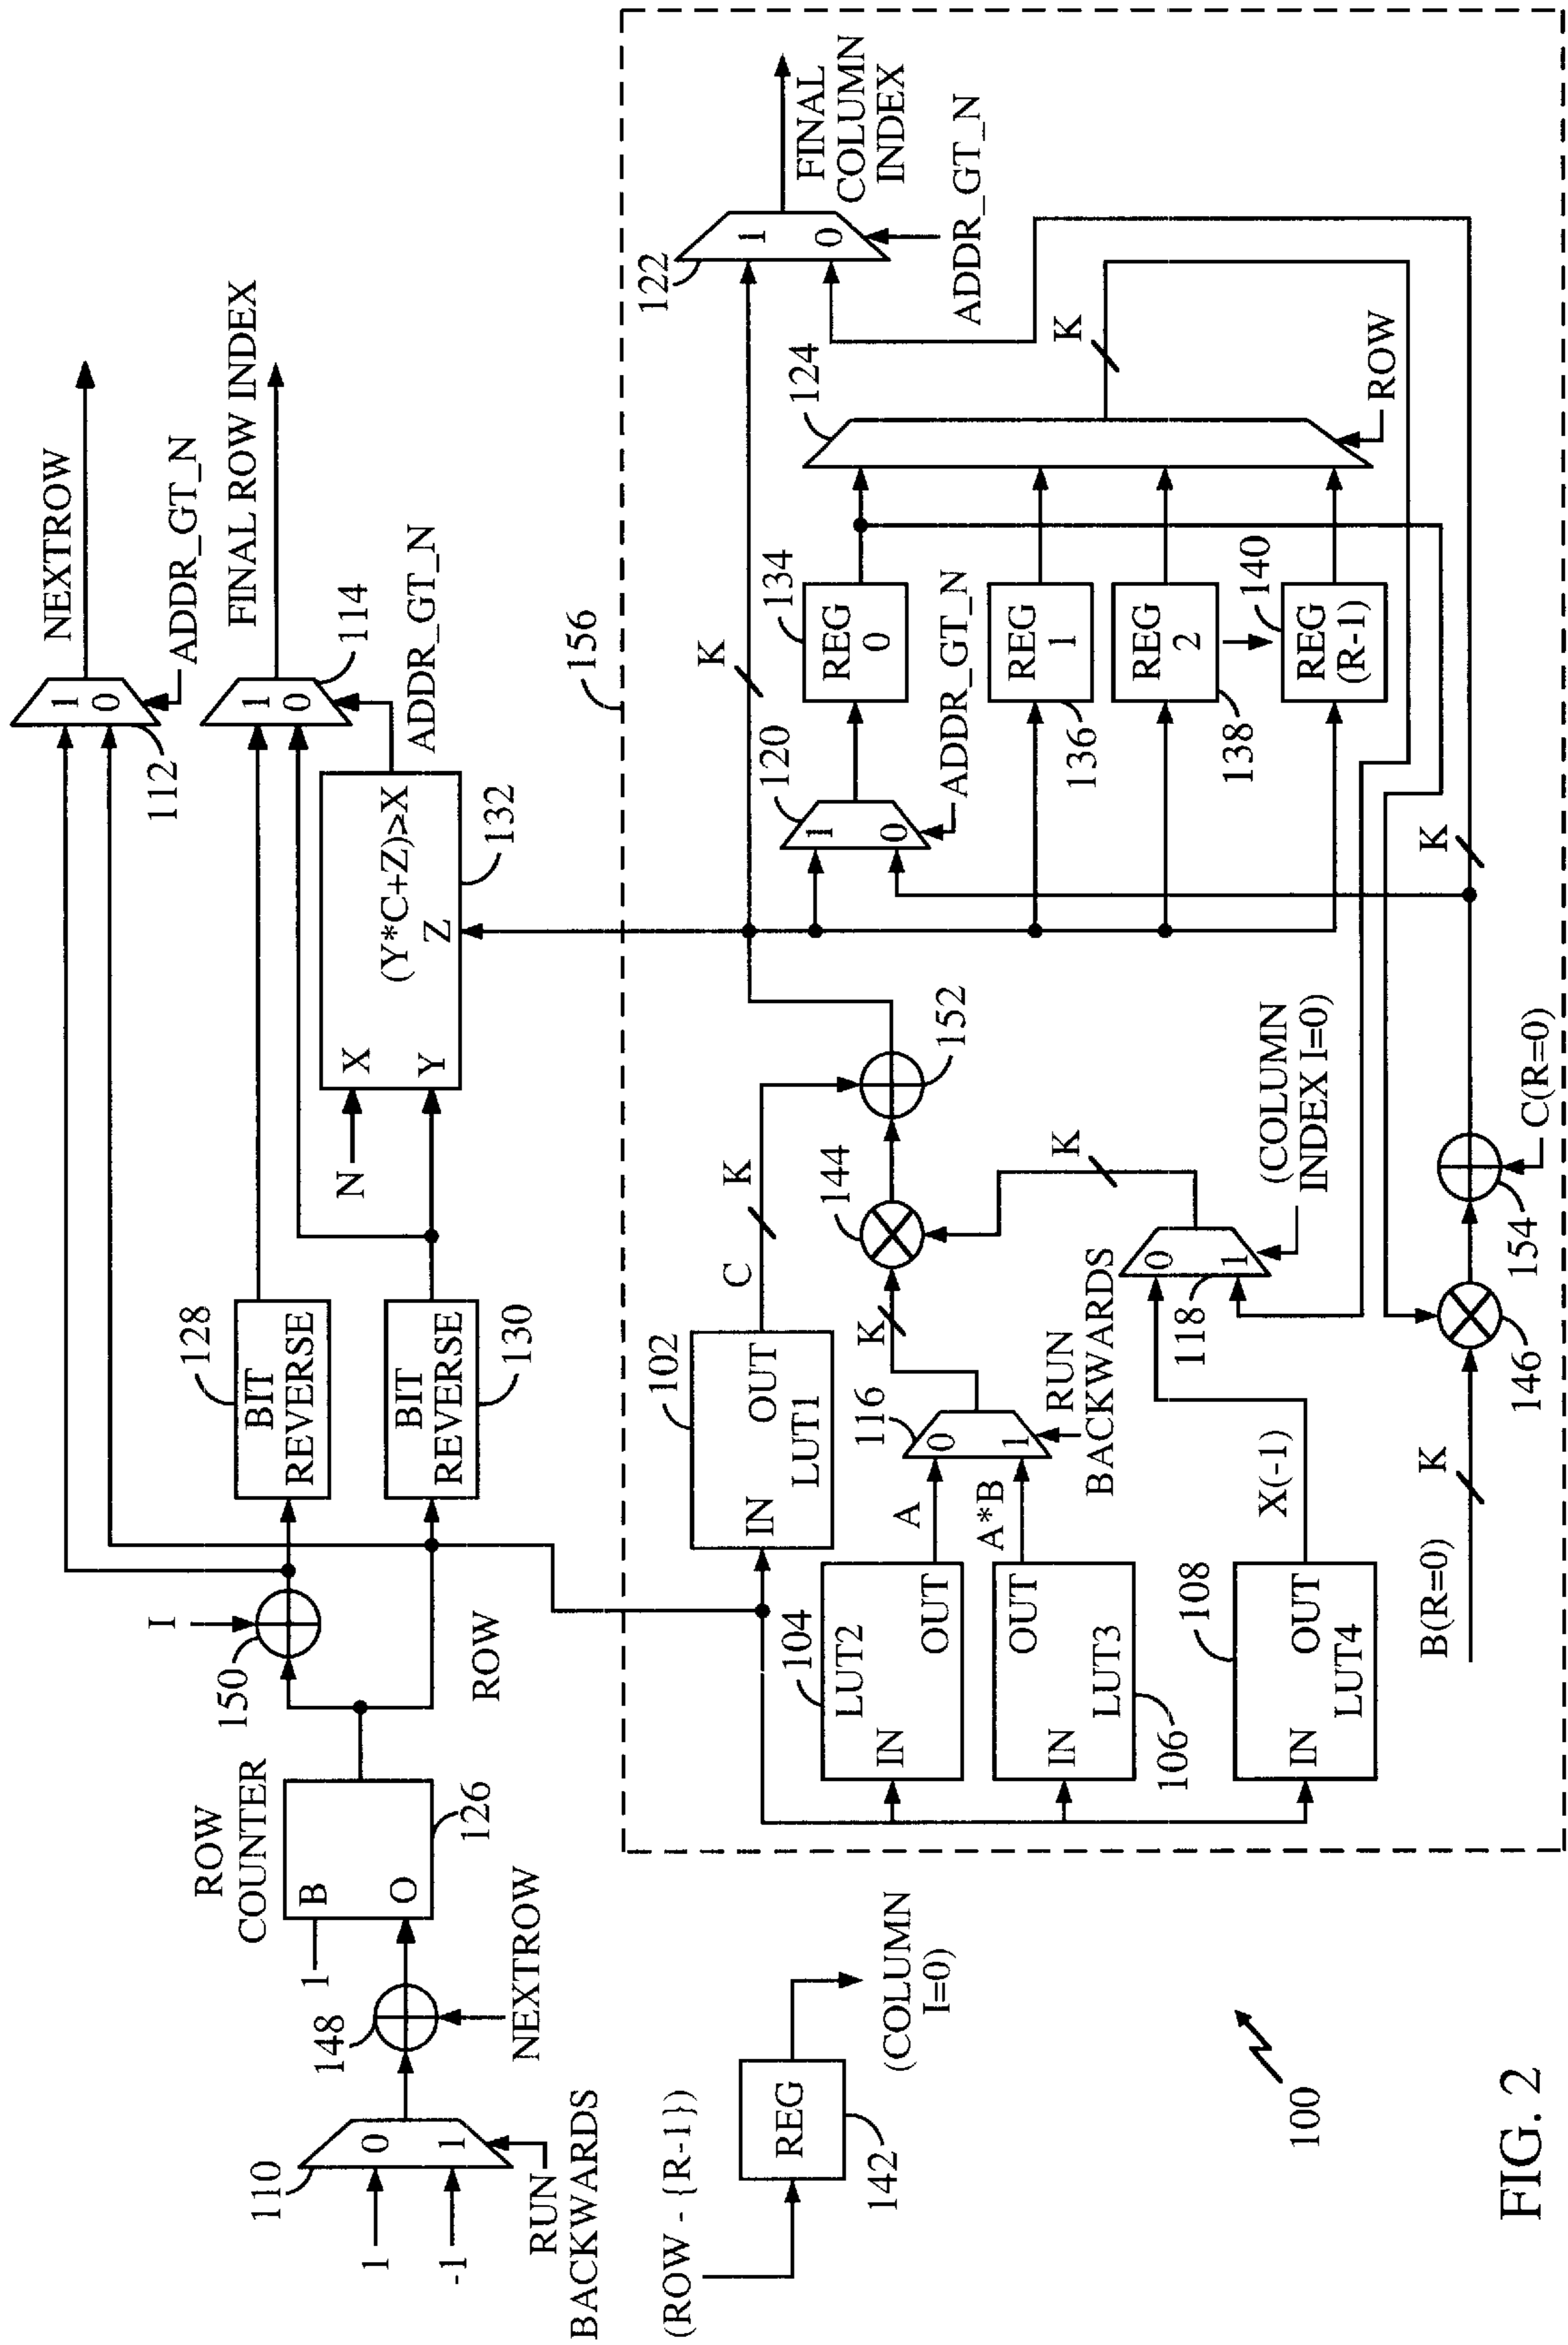 NEXTROW
1
0
ADDR_GT_N
112
FINAL ROW INDEX
1
0
114
ADDR_GT_N
N
X
Y
(Y*C+Z)>X
Z
132
128
BIT
REVERSE
BIT
REVERSE
130
I
150
ROW
ROW
COUNTER
B
O
1
126
148
NEXTROW
110
0
1
1
-1
RUN
BACKWARDS
(ROW - {R-1})
REG
142
(COLUMN
I=0)
100
156
102
IN
OUT
LUT1
C
K
104
LUT2
IN
OUT
A
OUT
LUT3
IN
106
A*B
108
OUT
IN
LUT4
X(-1)
116
0
1
RUN
BACKWARDS
K
144
152
K
118
0
1
(COLUMN
INDEX I=0)
B(R=0)
K
146
154
C(R=0)
K
120
1
0
ADDR_GT_N
K
134
REG
0
REG
1
136
REG
2
138
140
REG
(R-1)
124
ROW
K
122
1
0
ADDR_GT_N
FINAL
COLUMN
INDEX
FIG. 2